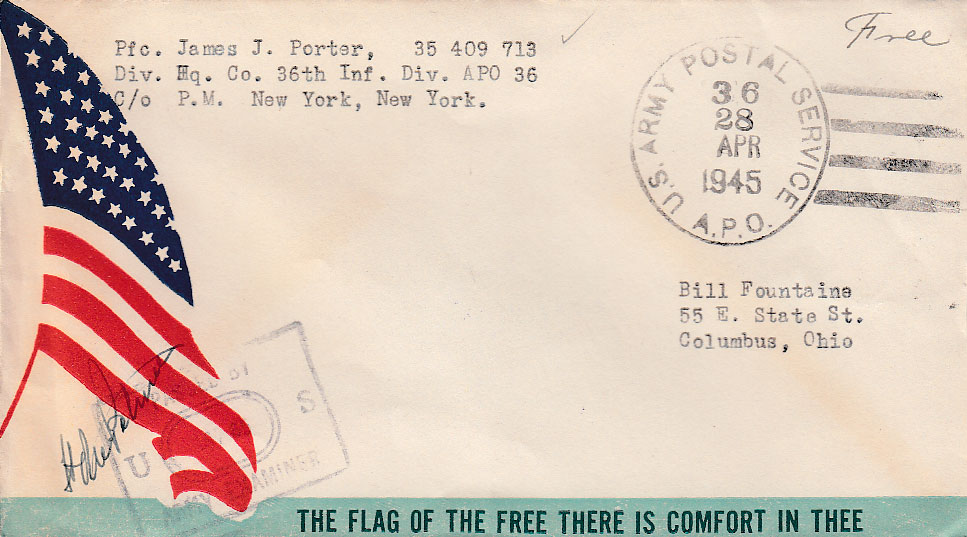 Pfc. James J. Porter, 35 409 713
Div. Hq. Co. 36th Inf. Div. APO 36
C/o P.M. New York, New York.
Free
U.S. ARMY POSTAL SERVICE
36
28
APR
1945
A.P.O.
Bill Fountaine
55 E. State St.
Columbus, Ohio
BY
U S
EXAMINER
THE FLAG OF THE FREE THERE IS COMFORT IN THEE